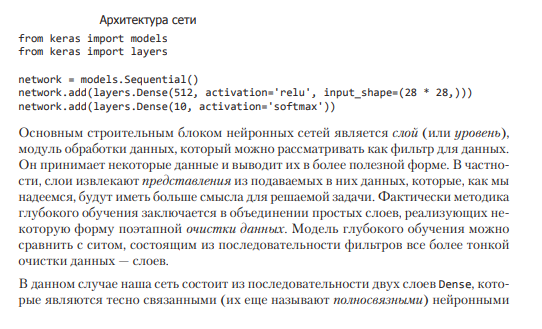 Архитектура сети
from keras import models
from keras import layers
network = models.Sequential()
network.add(layers.Dense(512, activation='relu', input_shape=(28 * 28,)))
network.add(layers.Dense(10, activation='softmax'))
Основным строительным блоком нейронных сетей является слой (или уровень),
модуль обработки данных, который можно рассматривать как фильтр для данных.
Он принимает некоторые данные и выводит их в более полезной форме. В частно-
сти, слои извлекают представления из подаваемых в них данных, которые, как мы
надеемся, будут иметь больше смысла для решаемой задачи. Фактически методика
глубокого обучения заключается в объединении простых слоев, реализующих не-
которую форму поэтапной очистки данных. Модель глубокого обучения можно
сравнить с ситом, состоящим из последовательности фильтров все более тонкой
очистки данных — слоев.
В данном случае наша сеть состоит из последовательности двух слоев Dense, кото-
рые являются тесно связанными (их еще называют полносвязными) нейронными